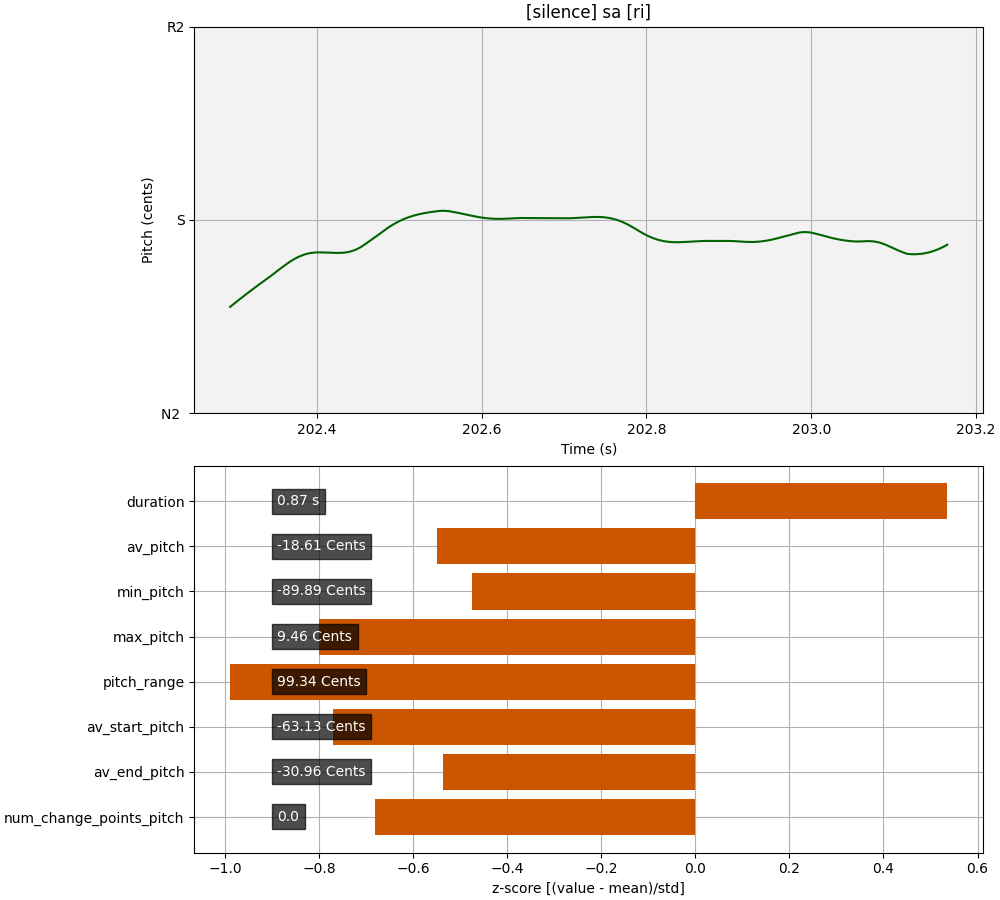 [silence] sa [ri]
R2
S
N2
Pitch (cents)
202.4 202.6 202.8 203.0 203.2
Time (s)
duration 0.87 s
av_pitch -18.61 Cents
min_pitch -89.89 Cents
max_pitch 9.46 Cents
pitch_range 99.34 Cents
av_start_pitch -63.13 Cents
av_end_pitch -30.96 Cents
num_change_points_pitch 0.0
−1.0 −0.8 −0.6 −0.4 −0.2 0.0 0.2 0.4 0.6
z-score [(value - mean)/std]